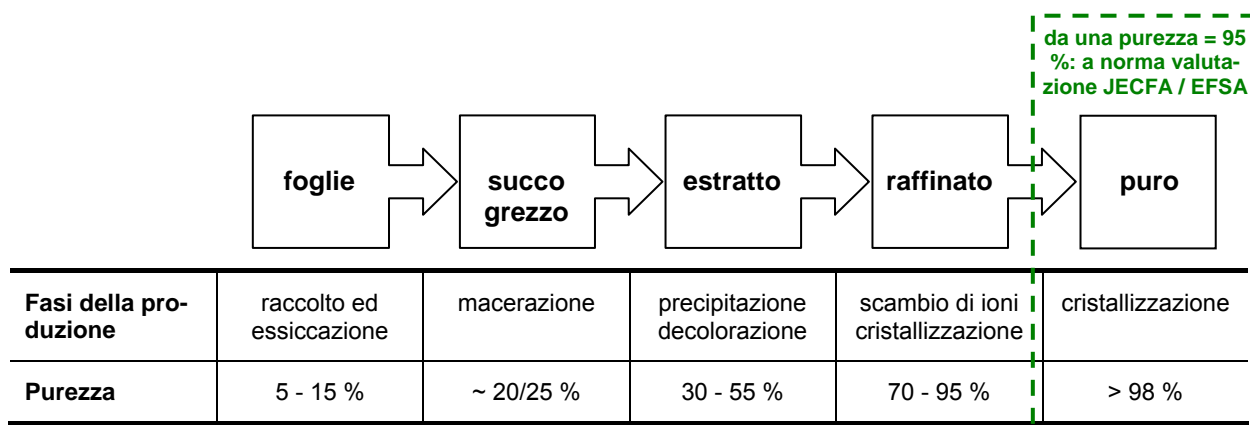 da una purezza = 95
%: a norma valuta-
zione JECFA / EFSA
foglie
succo
grezzo
estratto
raffinato
puro
Fasi della pro-
duzione
raccolto ed
essiccazione
macerazione
precipitazione
decolorazione
scambio di ioni
cristallizzazione
cristallizzazione
Purezza
5 - 15 %
~ 20/25 %
30 - 55 %
70 - 95 %
> 98 %